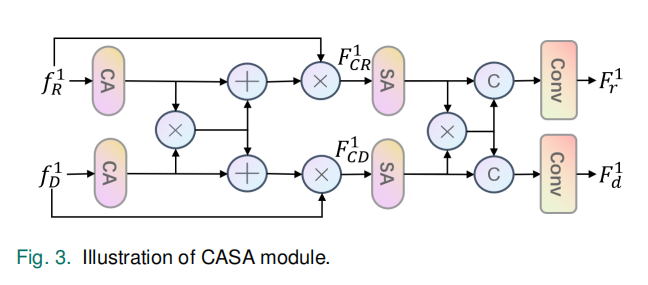 f_R^1 CA + × F_CR^1 SA C Conv F_r^1
× ×
f_D^1 CA + × F_CD^1 SA C Conv F_d^1
Fig. 3. Illustration of CASA module.